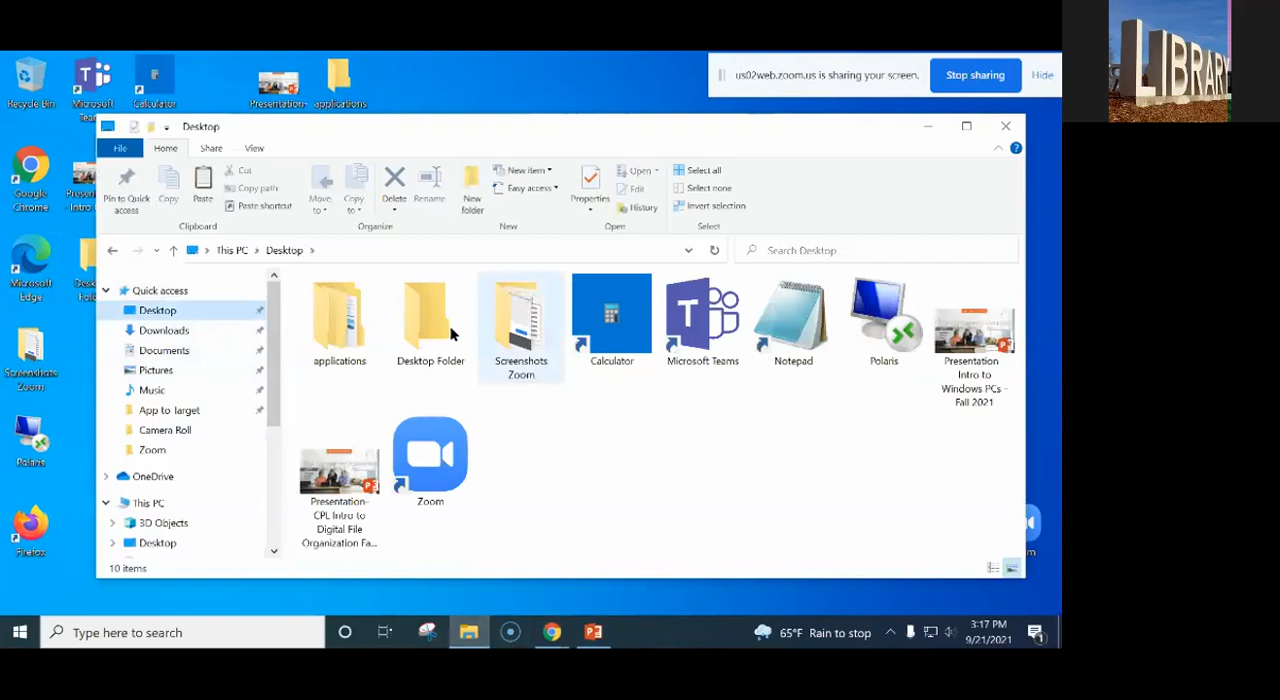 LIBRARY
us02web.zoom.us is sharing your screen.
Stop sharing
Hide
Recycle Bin
Microsoft
Calculator
Presentation-
applications
Desktop
File
Home
Share
View
Pin to Quick
access
Copy
Paste
Cut
Copy path
Paste shortcut
Clipboard
Move
to
Copy
to
Delete
Rename
Organize
New
folder
New item
Easy access
New
Properties
Open
Edit
History
Open
Select all
Select none
Invert selection
Select
This PC
Desktop
Search Desktop
Quick access
Desktop
Downloads
Documents
Pictures
Music
App to Target
Camera Roll
Zoom
OneDrive
This PC
3D Objects
Desktop
applications
Desktop Folder
Screenshots
Zoom
Calculator
Microsoft Teams
Notepad
Polaris
Presentation
Intro to
Windows PCs -
Fall 2021
Presentation-
CPL Intro to
Digital File
Organization Fa...
Zoom
10 items
Google
Chrome
- Intro
Microsoft
Edge
Screenshots
Zoom
Polaris
Firefox
Type here to search
65°F Rain to stop
3:17 PM
9/21/2021
1